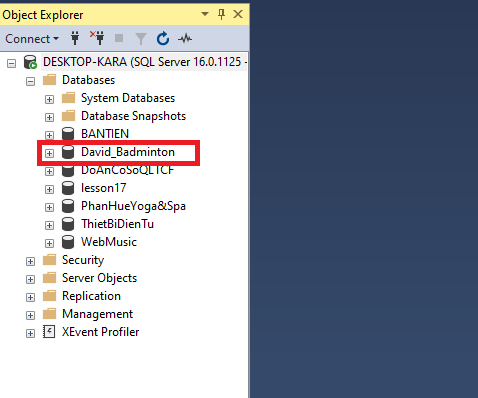 Object Explorer
Connect
DESKTOP-KARA (SQL Server 16.0.1125 -
Databases
System Databases
Database Snapshots
BANTIEN
David_Badminton
DoAnCoSoQLTCF
lesson17
PhanHueYoga&Spa
ThietBiDienTu
WebMusic
Security
Server Objects
Replication
Management
XEvent Profiler